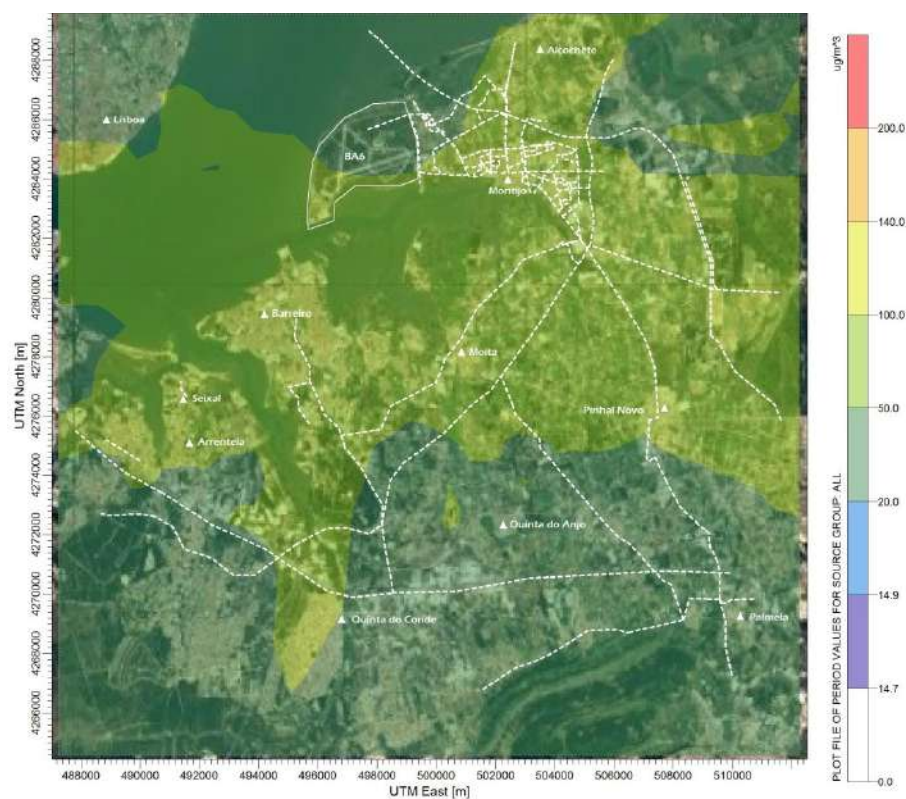 ug/m^3
4288000
Alcochete
4286000
Lisboa
BA6
4284000
Montijo
200.0
4282000
140.0
4280000
Barreiro
100.0
4278000
Moita
4276000
Seixal
Pinhal Novo
50.0
Arrentela
4274000
20.0
4272000
Quinta do Anjo
4270000
14.9
Quinta do Conde
Palmela
4268000
14.7
4266000
0.0
UTM North [m]
PLOT FILE OF PERIOD VALUES FOR SOURCE GROUP: ALL
488000 490000 492000 494000 496000 498000 500000 502000 504000 506000 508000 510000
UTM East [m]